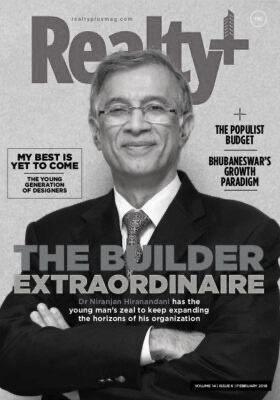 realtyplusmag.com
Realty+
+
THE POPULIST
BUDGET
BHUBANESWAR'S
GROWTH
PARADIGM
MY BEST IS
YET TO COME
THE YOUNG
GENERATION
OF DESIGNERS
THE BUILDER
EXTRAORDINAIRE
Dr Niranjan Hiranandani has the
young man's zeal to keep expanding
the horizons of his organization
VOLUME 14 | ISSUE 6 | FEBRUARY 2018